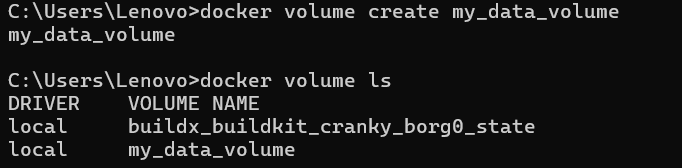 C:\Users\Lenovo>docker volume create my_data_volume
my_data_volume
C:\Users\Lenovo>docker volume ls
DRIVER    VOLUME NAME
local     buildx_buildkit_cranky_borg0_state
local     my_data_volume